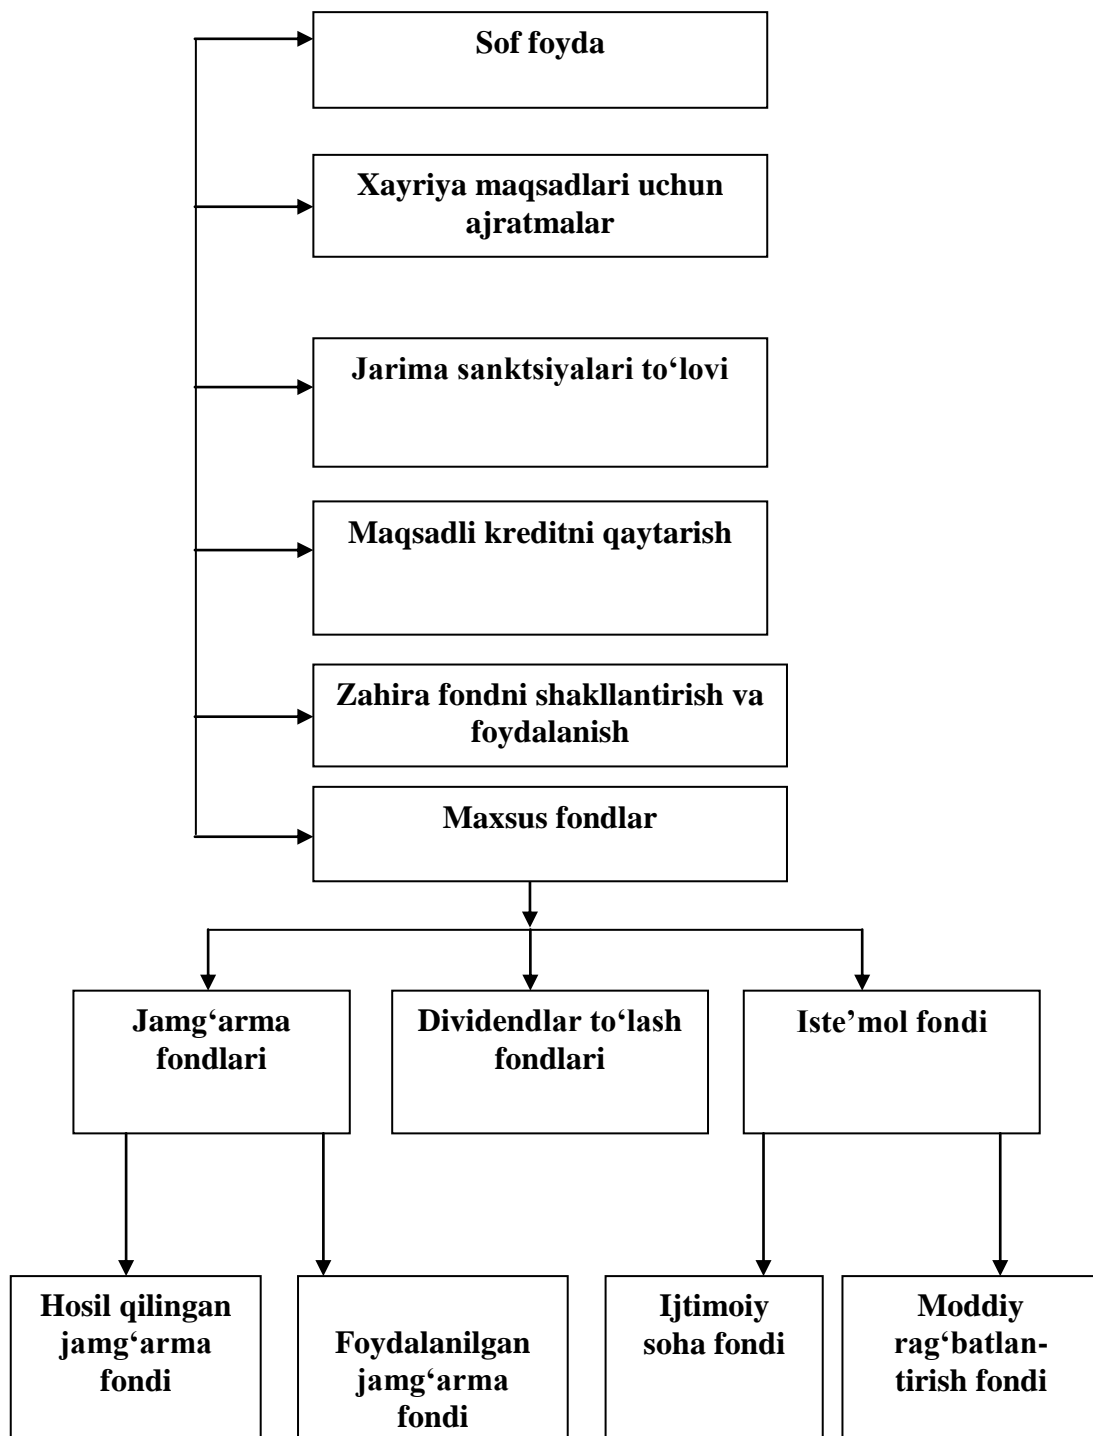 Sof foyda
Xayriya maqsadlari uchun
ajratmalar
Jarima sanktsiyalari to‘lovi
Maqsadli kreditni qaytarish
Zahira fondni shakllantirish va
foydalanish
Maxsus fondlar
Jamg‘arma
fondlari
Dividendlar to‘lash
fondlari
Iste’mol fondi
Hosil qilingan
jamg‘arma
fondi
Foydalanilgan
jamg‘arma
fondi
Ijtimoiy
soha fondi
Moddiy
rag‘batlan-
tirish fondi